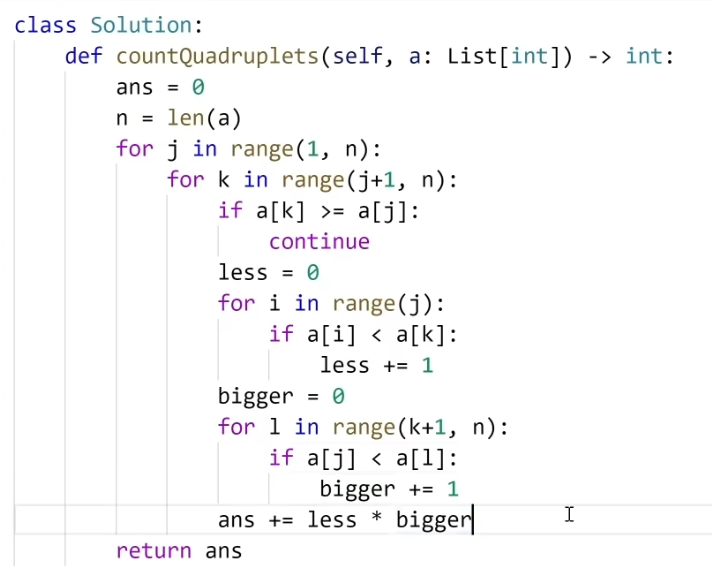 class Solution:
    def countQuadruplets(self, a: List[int]) -> int:
        ans = 0
        n = len(a)
        for j in range(1, n):
            for k in range(j+1, n):
                if a[k] >= a[j]:
                    continue
                less = 0
                for i in range(j):
                    if a[i] < a[k]:
                        less += 1
                bigger = 0
                for l in range(k+1, n):
                    if a[j] < a[l]:
                        bigger += 1
                ans += less * bigger
        return ans